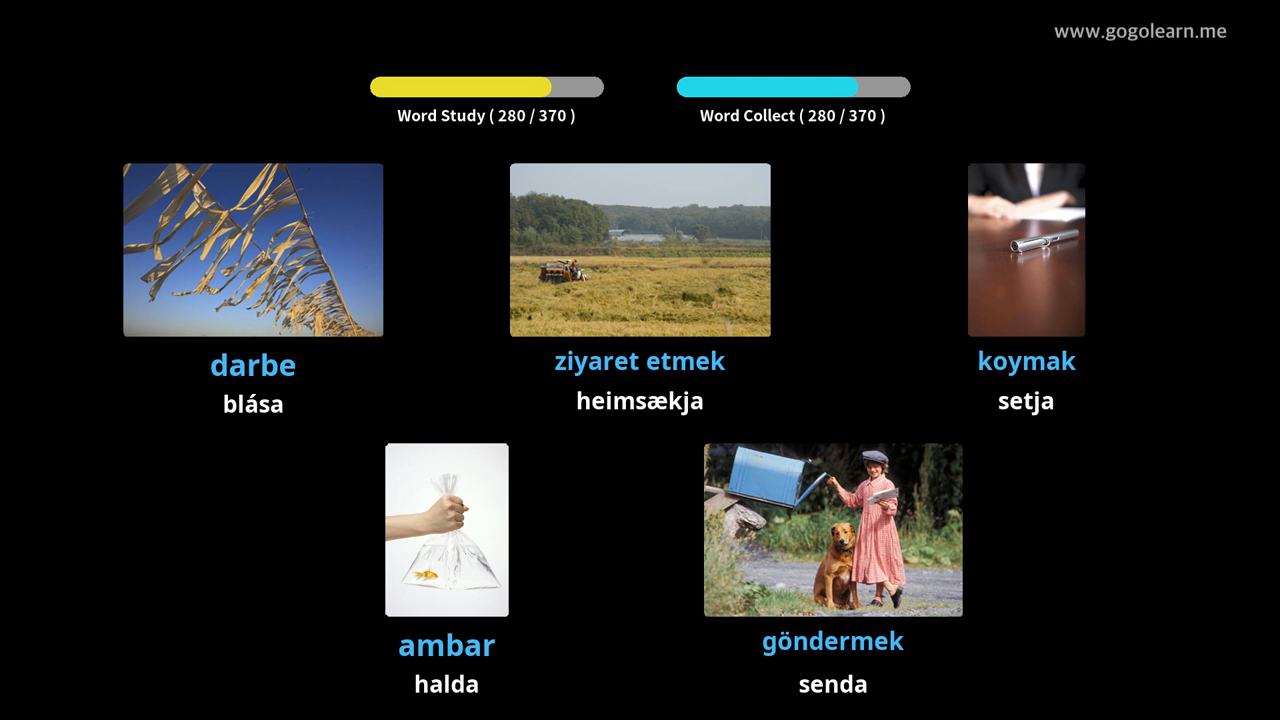 www.gogolearn.me
Word Study ( 280 / 370 )
Word Collect ( 280 / 370 )
darbe
blása
ziyaret etmek
heimsækja
koymak
setja
ambar
halda
göndermek
senda